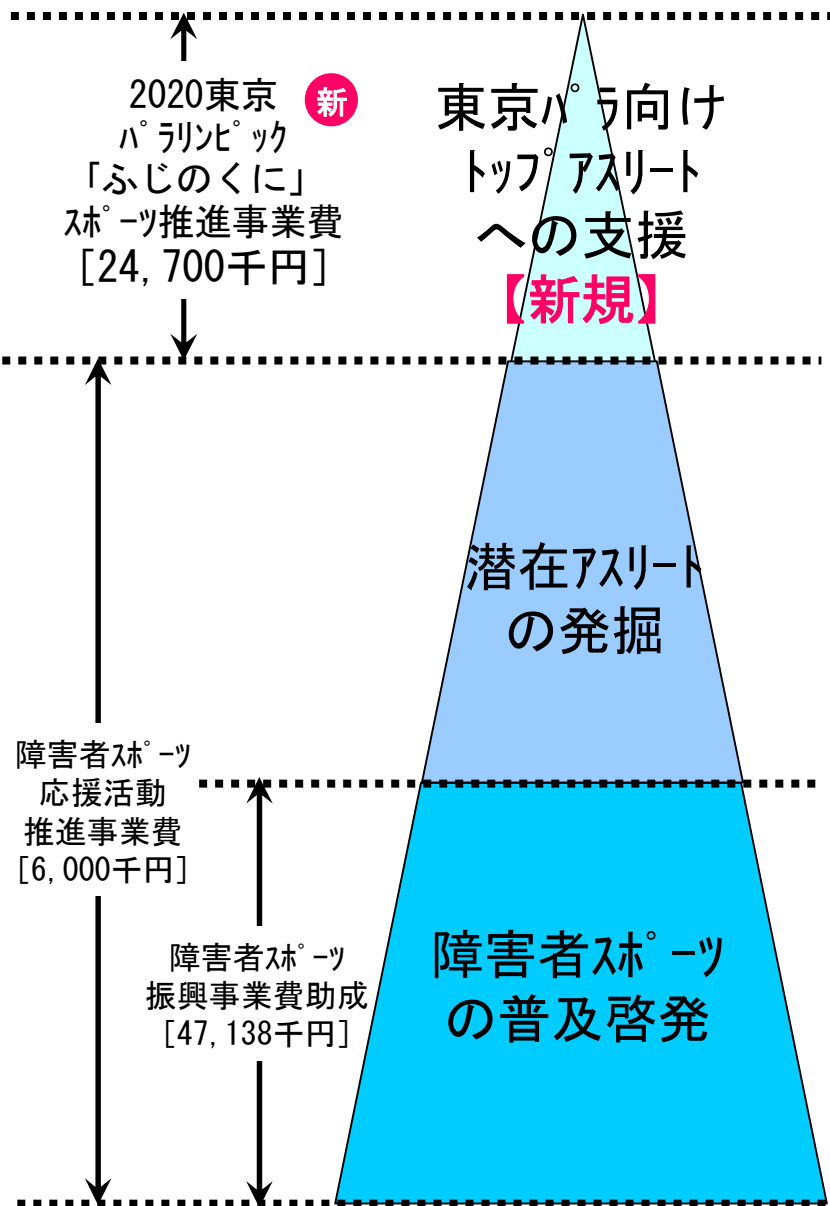 2020東京
ﾊﾟﾗﾘﾝﾋﾟｯｸ
「ふじのくに」
ｽﾎﾟｰﾂ推進事業費
[24,700千円]
新
東京ﾊﾟﾗ向け
ﾄｯﾌﾟｱｽﾘｰﾄ
への支援
【新規】
潜在ｱｽﾘｰﾄ
の発掘
障害者ｽﾎﾟｰﾂ
応援活動
推進事業費
[6,000千円]
障害者ｽﾎﾟｰﾂ
振興事業費助成
[47,138千円]
障害者ｽﾎﾟｰﾂ
の普及啓発